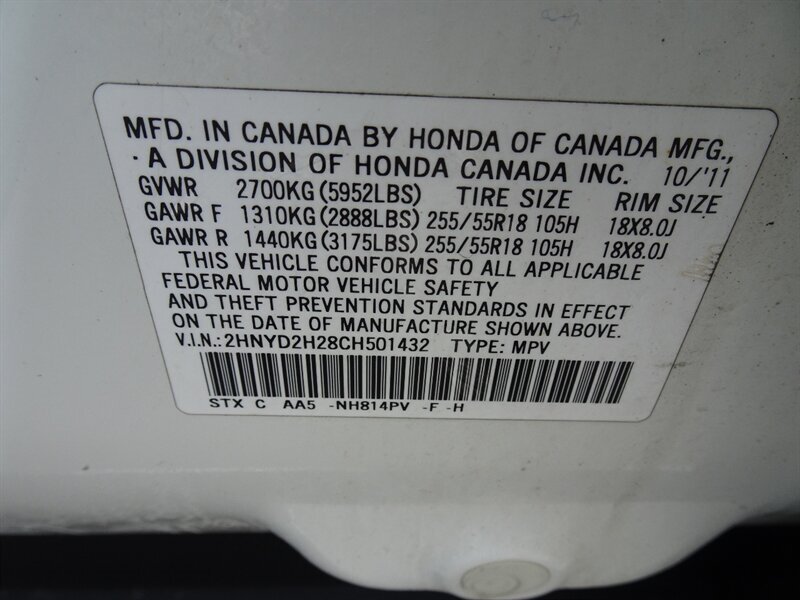 MFD. IN CANADA BY HONDA OF CANADA MFG.,
. A DIVISION OF HONDA CANADA INC. 10/'11
GVWR 2700KG (5952LBS) TIRE SIZE RIM SIZE
GAWR F 1310KG (2888LBS) 255/55R18 105H 18X8.0J
GAWR R 1440KG (3175LBS) 255/55R18 105H 18X8.0J
THIS VEHICLE CONFORMS TO ALL APPLICABLE
FEDERAL MOTOR VEHICLE SAFETY
AND THEFT PREVENTION STANDARDS IN EFFECT
ON THE DATE OF MANUFACTURE SHOWN ABOVE.
V.I.N.: 2HNYD2H28CH501432 TYPE: MPV
STX C AA5 -NH814PV -F -H